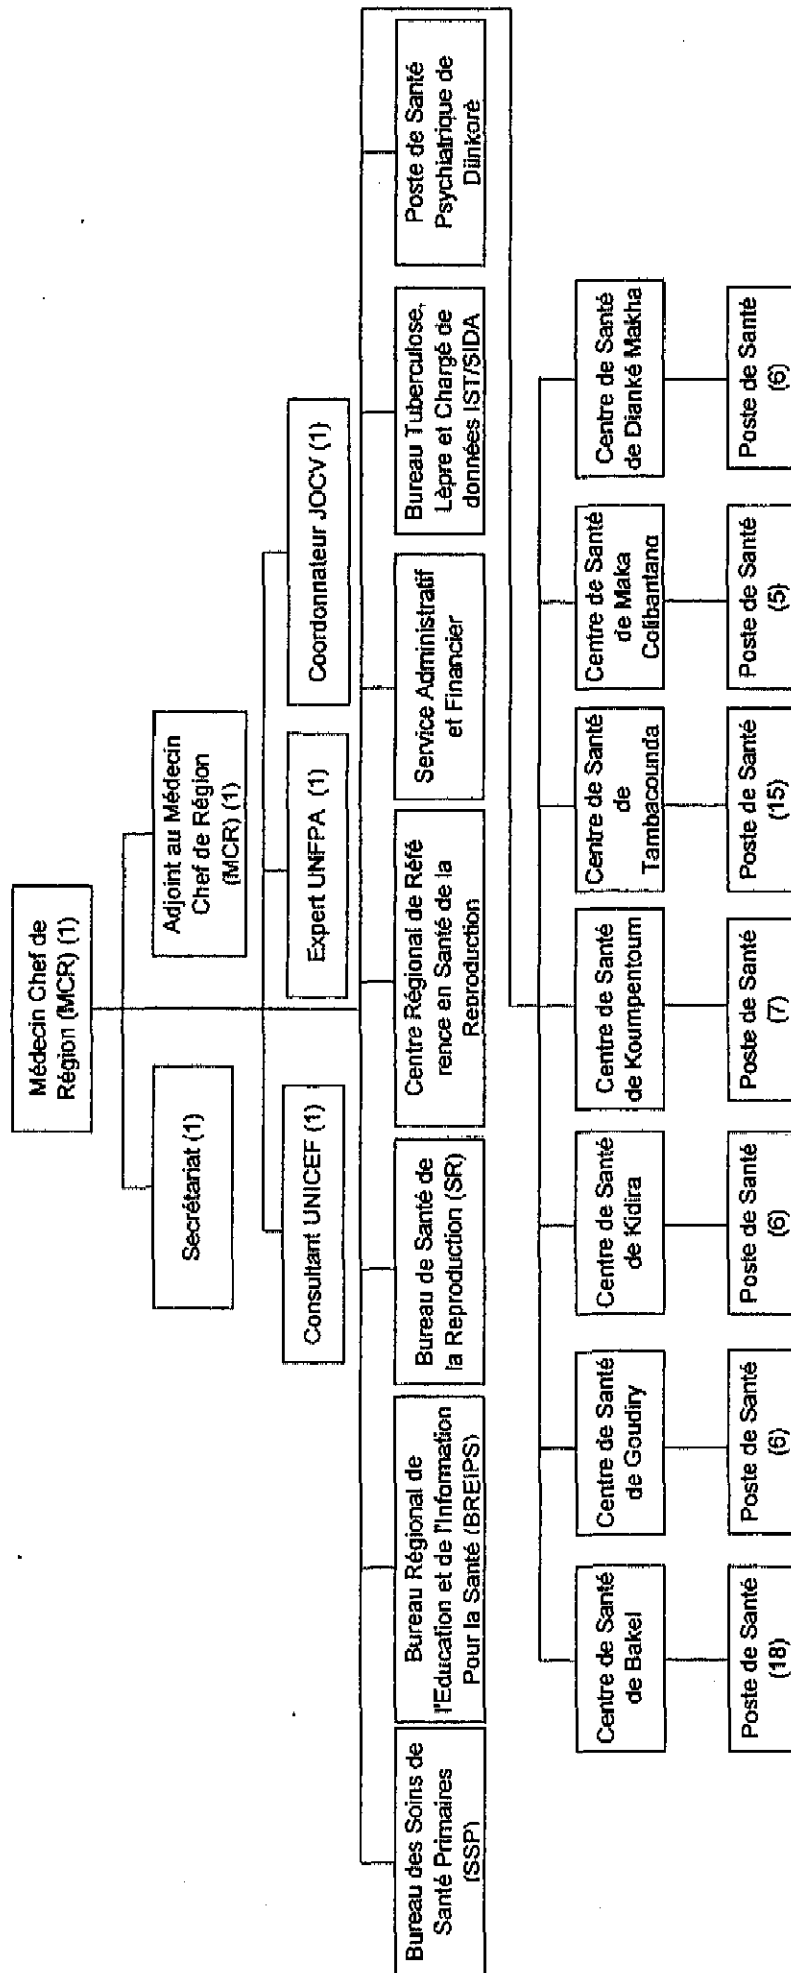 Médecin Chef de
Région (MCR) (1)
Secrétariat (1)
Adjoint au Médecin
Chef de Région
(MCR) (1)
Consultant UNICEF (1)
Expert UNFPA (1)
Coordonnateur JOCV (1)
Bureau des Soins de
Santé Primaires
(SSP)
Bureau Régional de
l'Education et de l'Information
Pour la Santé (BREIPS)
Bureau de Santé de
la Reproduction (SR)
Centre Régional de Réfé
rence en Santé de la
Reproduction
Service Administratif
et Financier
Bureau Tuberculose,
Lèpre et Chargé de
données IST/SIDA
Poste de Santé
Psychiatrique de
Djinkoré
Centre de Santé
de Bakel
Centre de Santé
de Goudiry
Centre de Santé
de Kidira
Centre de Santé
de Koumpentoum
Centre de Santé
de
Tambacounda
Centre de Santé
de Maka
Colibantang
Centre de Santé
de Dianké Makha
Poste de Santé
(18)
Poste de Santé
(6)
Poste de Santé
(6)
Poste de Santé
(7)
Poste de Santé
(15)
Poste de Santé
(5)
Poste de Santé
(6)